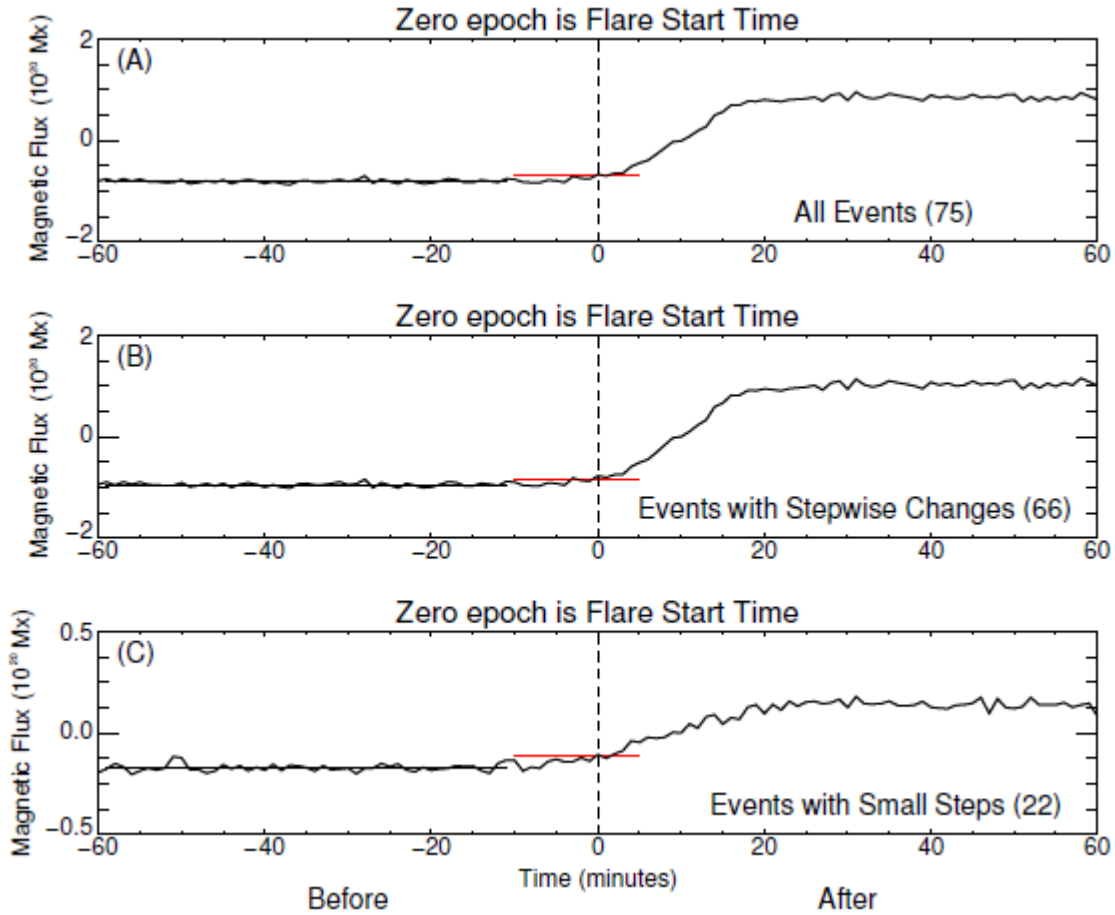 Zero epoch is Flare Start Time
(A)
Magnetic Flux (10²⁰ Mx)
2
0
−2
All Events (75)
−60 −40 −20 0 20 40 60
Zero epoch is Flare Start Time
(B)
Magnetic Flux (10²⁰ Mx)
2
0
−2
Events with Stepwise Changes (66)
−60 −40 −20 0 20 40 60
Zero epoch is Flare Start Time
(C)
Magnetic Flux (10²⁰ Mx)
0.5
0.0
−0.5
Events with Small Steps (22)
−60 −40 −20 0 20 40 60
Time (minutes)
Before After